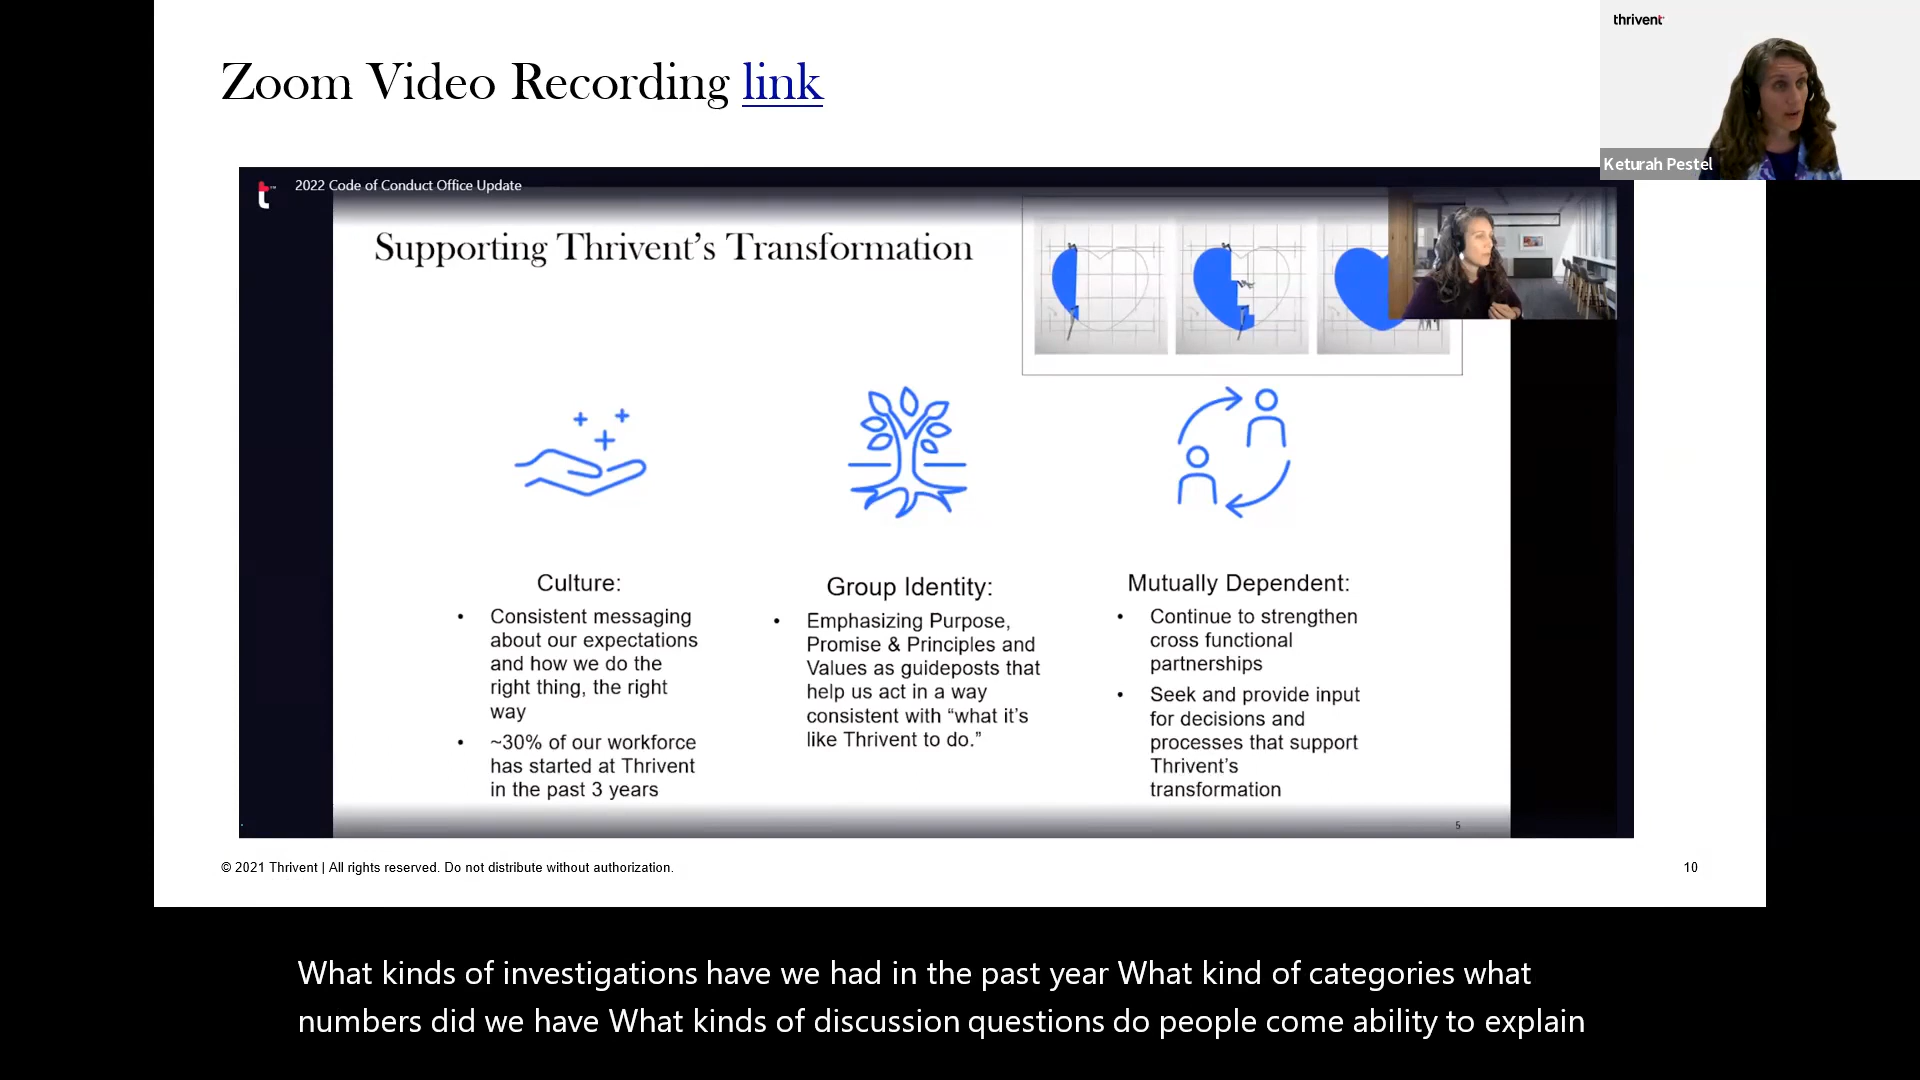 thrivent
Keturah Pestel
Zoom Video Recording link
2022 Code of Conduct Office Update
Supporting Thrivent’s Transformation
Culture:
• Consistent messaging
about our expectations
and how we do the
right thing, the right
way
• ~30% of our workforce
has started at Thrivent
in the past 3 years
Group Identity:
• Emphasizing Purpose,
Promise & Principles and
Values as guideposts that
help us act in a way
consistent with “what it’s
like Thrivent to do.”
Mutually Dependent:
• Continue to strengthen
cross functional
partnerships
• Seek and provide input
for decisions and
processes that support
Thrivent’s
transformation
5
© 2021 Thrivent | All rights reserved. Do not distribute without authorization.
10
What kinds of investigations have we had in the past year What kind of categories what
numbers did we have What kinds of discussion questions do people come ability to explain